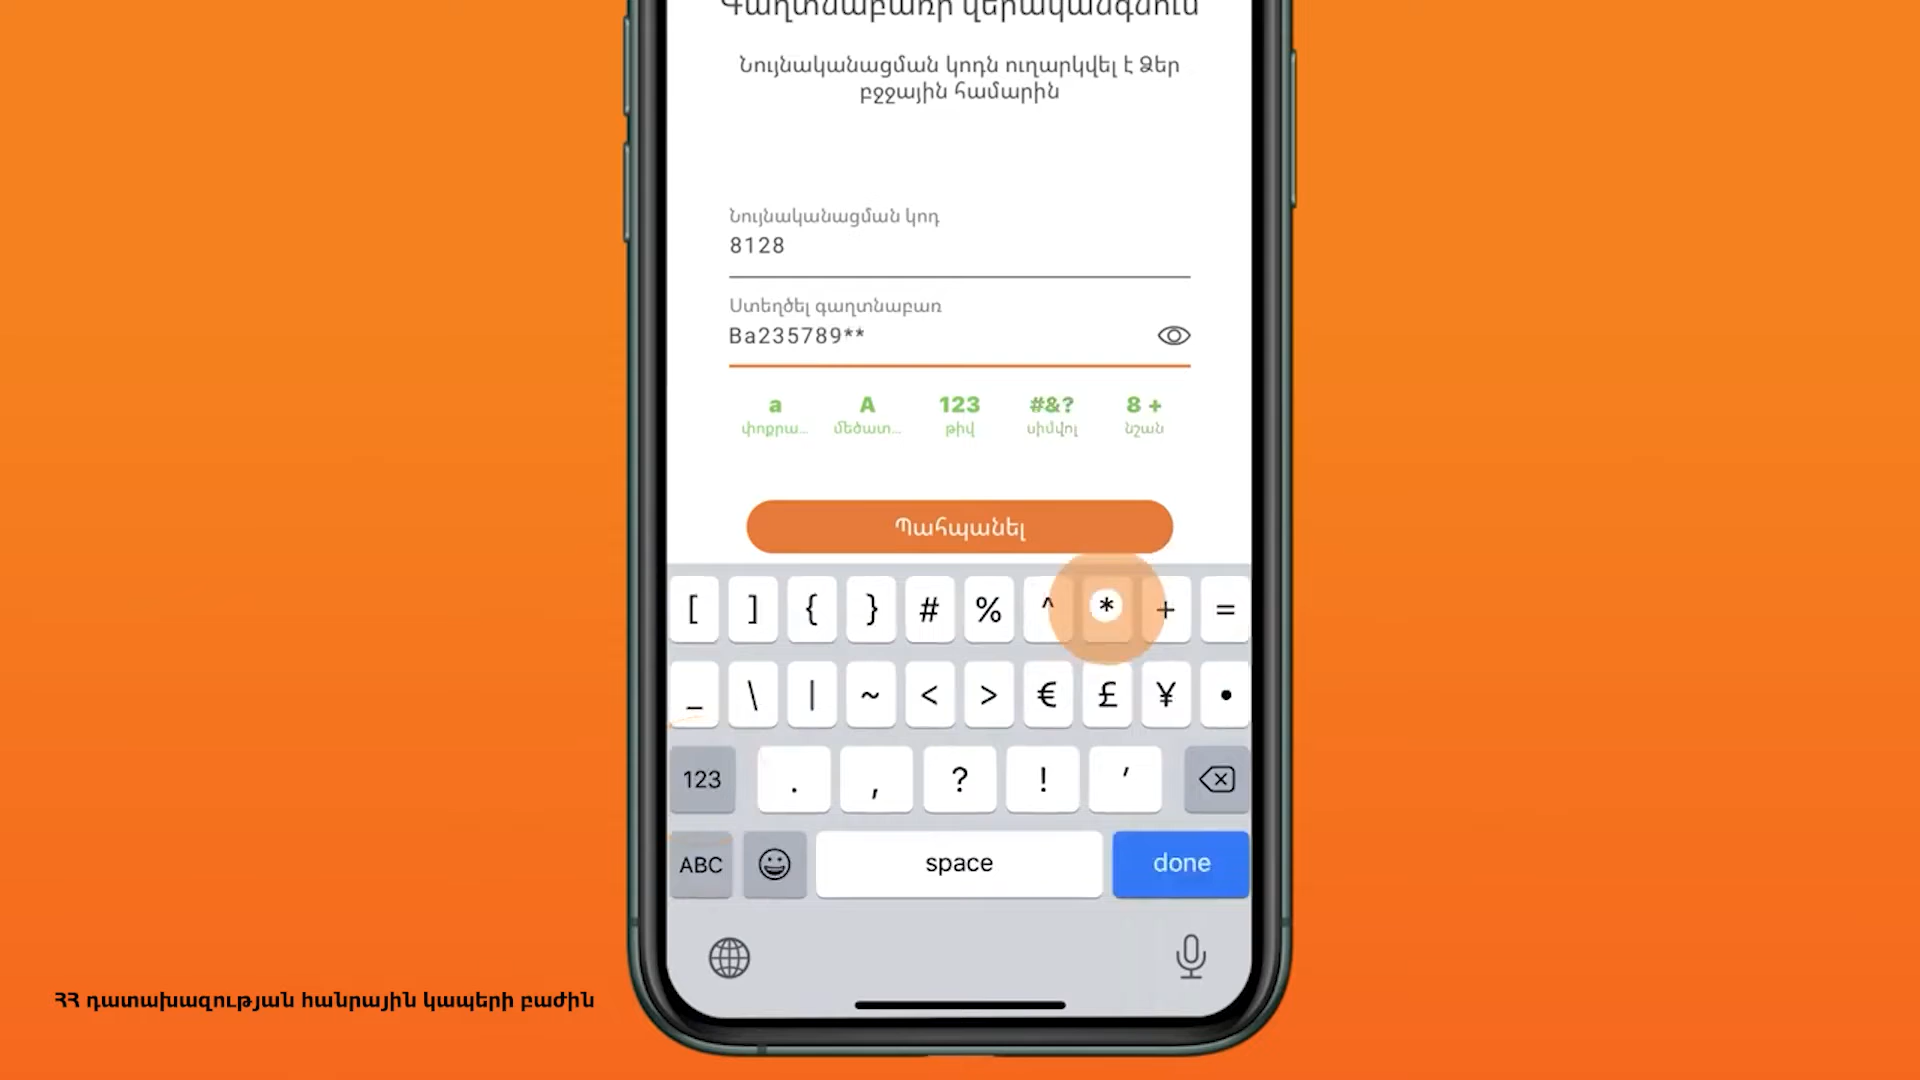 Գաղտնաբառի վերականգնում
Նույնականացման կոդն ուղարկվել է Ձեր
բջջային համարին
Նույնականացման կոդ
8128
Ստեղծել գաղտնաբառ
Ba235789**
a A 123 #&? 8 +
փոքրա... մեծատ... թիվ սիմվոլ նշան
Պահպանել
[ ] { } # % ^ * + =
_ \ | ~ < > € £ ¥ •
123 . , ? ! ′
ABC space done
ՀՀ դատախազության հանրային կապերի բաժին